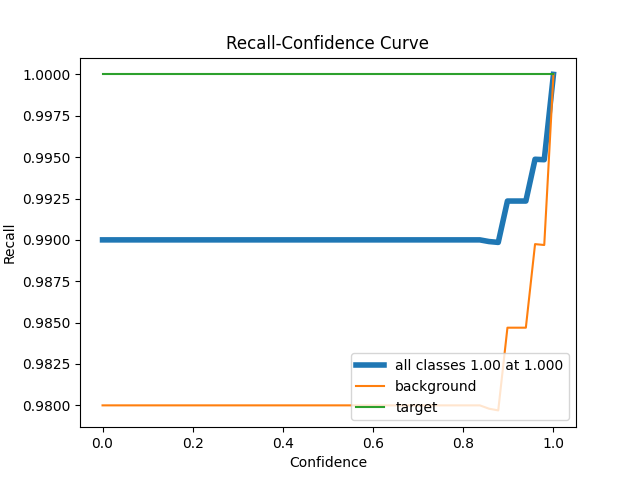 Recall-Confidence Curve
1.0000
0.9975
0.9950
0.9925
0.9900
0.9875
0.9850
0.9825
0.9800
Recall
all classes 1.00 at 1.000
background
target
0.0 0.2 0.4 0.6 0.8 1.0
Confidence